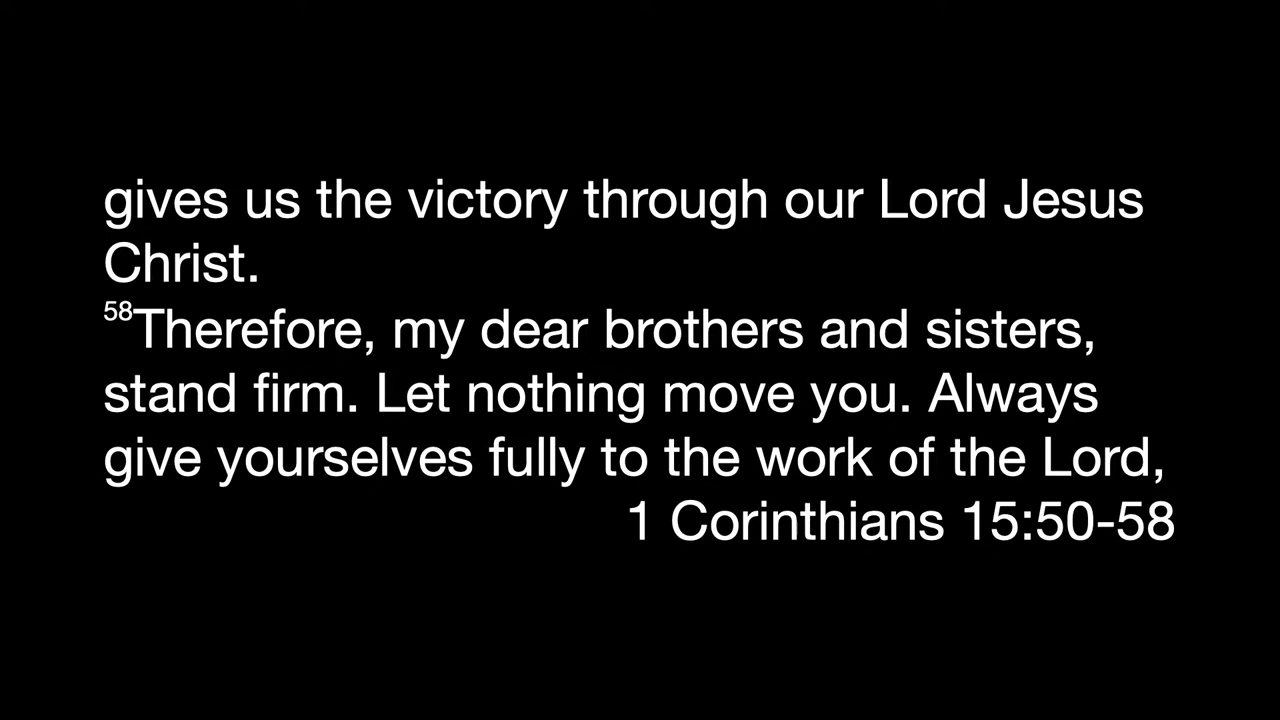 gives us the victory through our Lord Jesus
Christ.
58Therefore, my dear brothers and sisters,
stand firm. Let nothing move you. Always
give yourselves fully to the work of the Lord,
1 Corinthians 15:50-58